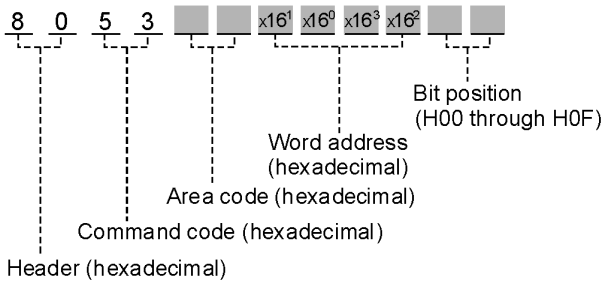 8 0 5 3 x16¹ x16⁰ x16³ x16²
Bit position
(H00 through H0F)
Word address
(hexadecimal)
Area code (hexadecimal)
Command code (hexadecimal)
Header (hexadecimal)